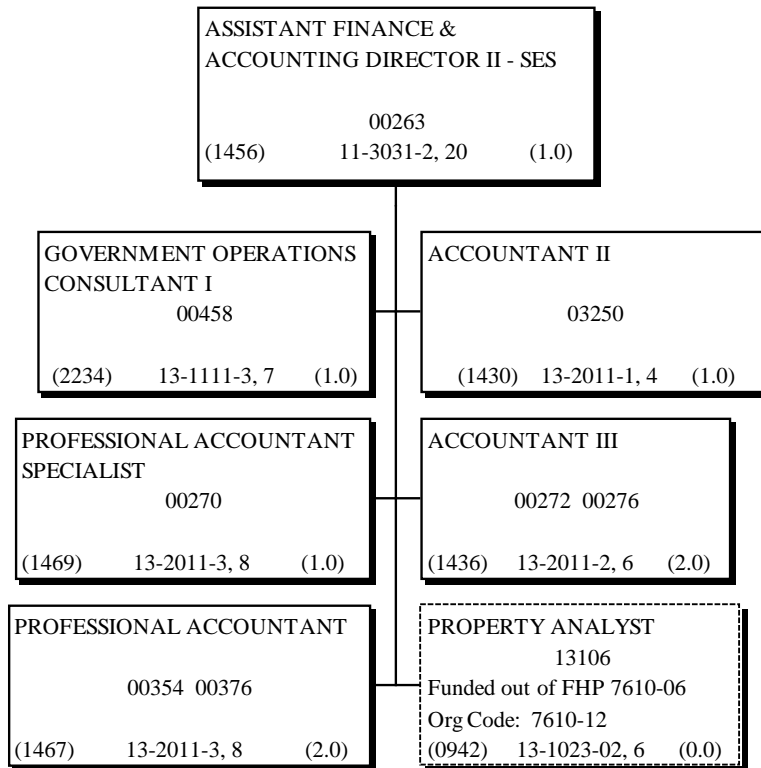 ASSISTANT FINANCE &
ACCOUNTING DIRECTOR II - SES
00263
(1456) 11-3031-2, 20 (1.0)
GOVERNMENT OPERATIONS
CONSULTANT I
00458
(2234) 13-1111-3, 7 (1.0)
ACCOUNTANT II
03250
(1430) 13-2011-1, 4 (1.0)
PROFESSIONAL ACCOUNTANT
SPECIALIST
00270
(1469) 13-2011-3, 8 (1.0)
ACCOUNTANT III
00272 00276
(1436) 13-2011-2, 6 (2.0)
PROFESSIONAL ACCOUNTANT
00354 00376
(1467) 13-2011-3, 8 (2.0)
PROPERTY ANALYST
13106
Funded out of FHP 7610-06
Org Code: 7610-12
(0942) 13-1023-02, 6 (0.0)